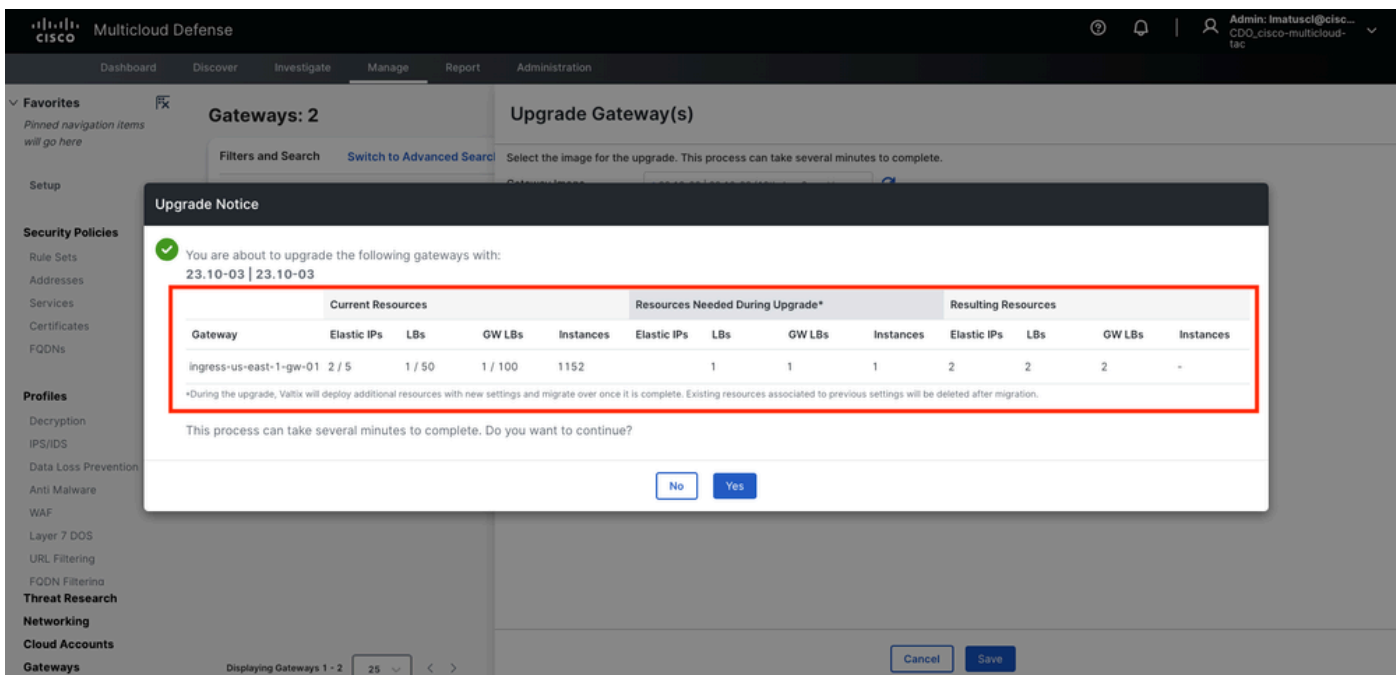 CISCO
Multicloud Defense
Admin: lmatuscl@cisc...
CDO_cisco-multicloud-
tac
Dashboard Discover Investigate Manage Report Administration
Favorites
Pinned navigation items
will go here
Setup
Security Policies
Rule Sets
Addresses
Services
Certificates
FQDNs
Profiles
Decryption
IPS/IDS
Data Loss Prevention
Anti Malware
WAF
Layer 7 DOS
URL Filtering
FQDN Filtering
Threat Research
Networking
Cloud Accounts
Gateways
Gateways: 2
Filters and Search Switch to Advanced Search
Displaying Gateways 1 - 2 25
Upgrade Gateway(s)
Select the image for the upgrade. This process can take several minutes to complete.
Upgrade Notice
You are about to upgrade the following gateways with:
23.10-03 | 23.10-03
Current Resources Resources Needed During Upgrade* Resulting Resources
Gateway Elastic IPs LBs GW LBs Instances Elastic IPs LBs GW LBs Instances Elastic IPs LBs GW LBs Instances
ingress-us-east-1-gw-01 2 / 5 1 / 50 1 / 100 1152 1 1 1 2 2 2 -
*During the upgrade, Valtix will deploy additional resources with new settings and migrate over once it is complete. Existing resources associated to previous settings will be deleted after migration.
This process can take several minutes to complete. Do you want to continue?
No Yes
Cancel Save